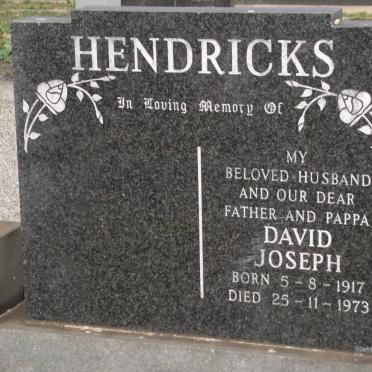 HENDRICKS
In Loving Memory Of
MY
BELOVED HUSBAND
AND OUR DEAR
FATHER AND PAPPA
DAVID
JOSEPH
BORN 5-8-1917
DIED 25-11-1973